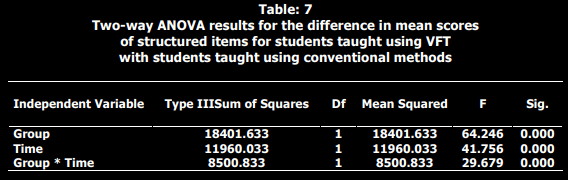 Table: 7
Two-way ANOVA results for the difference in mean scores
of structured items for students taught using VFT
with students taught using conventional methods
Independent Variable Type IIISum of Squares Df Mean Squared F Sig.
Group 18401.633 1 18401.633 64.246 0.000
Time 11960.033 1 11960.033 41.756 0.000
Group * Time 8500.833 1 8500.833 29.679 0.000